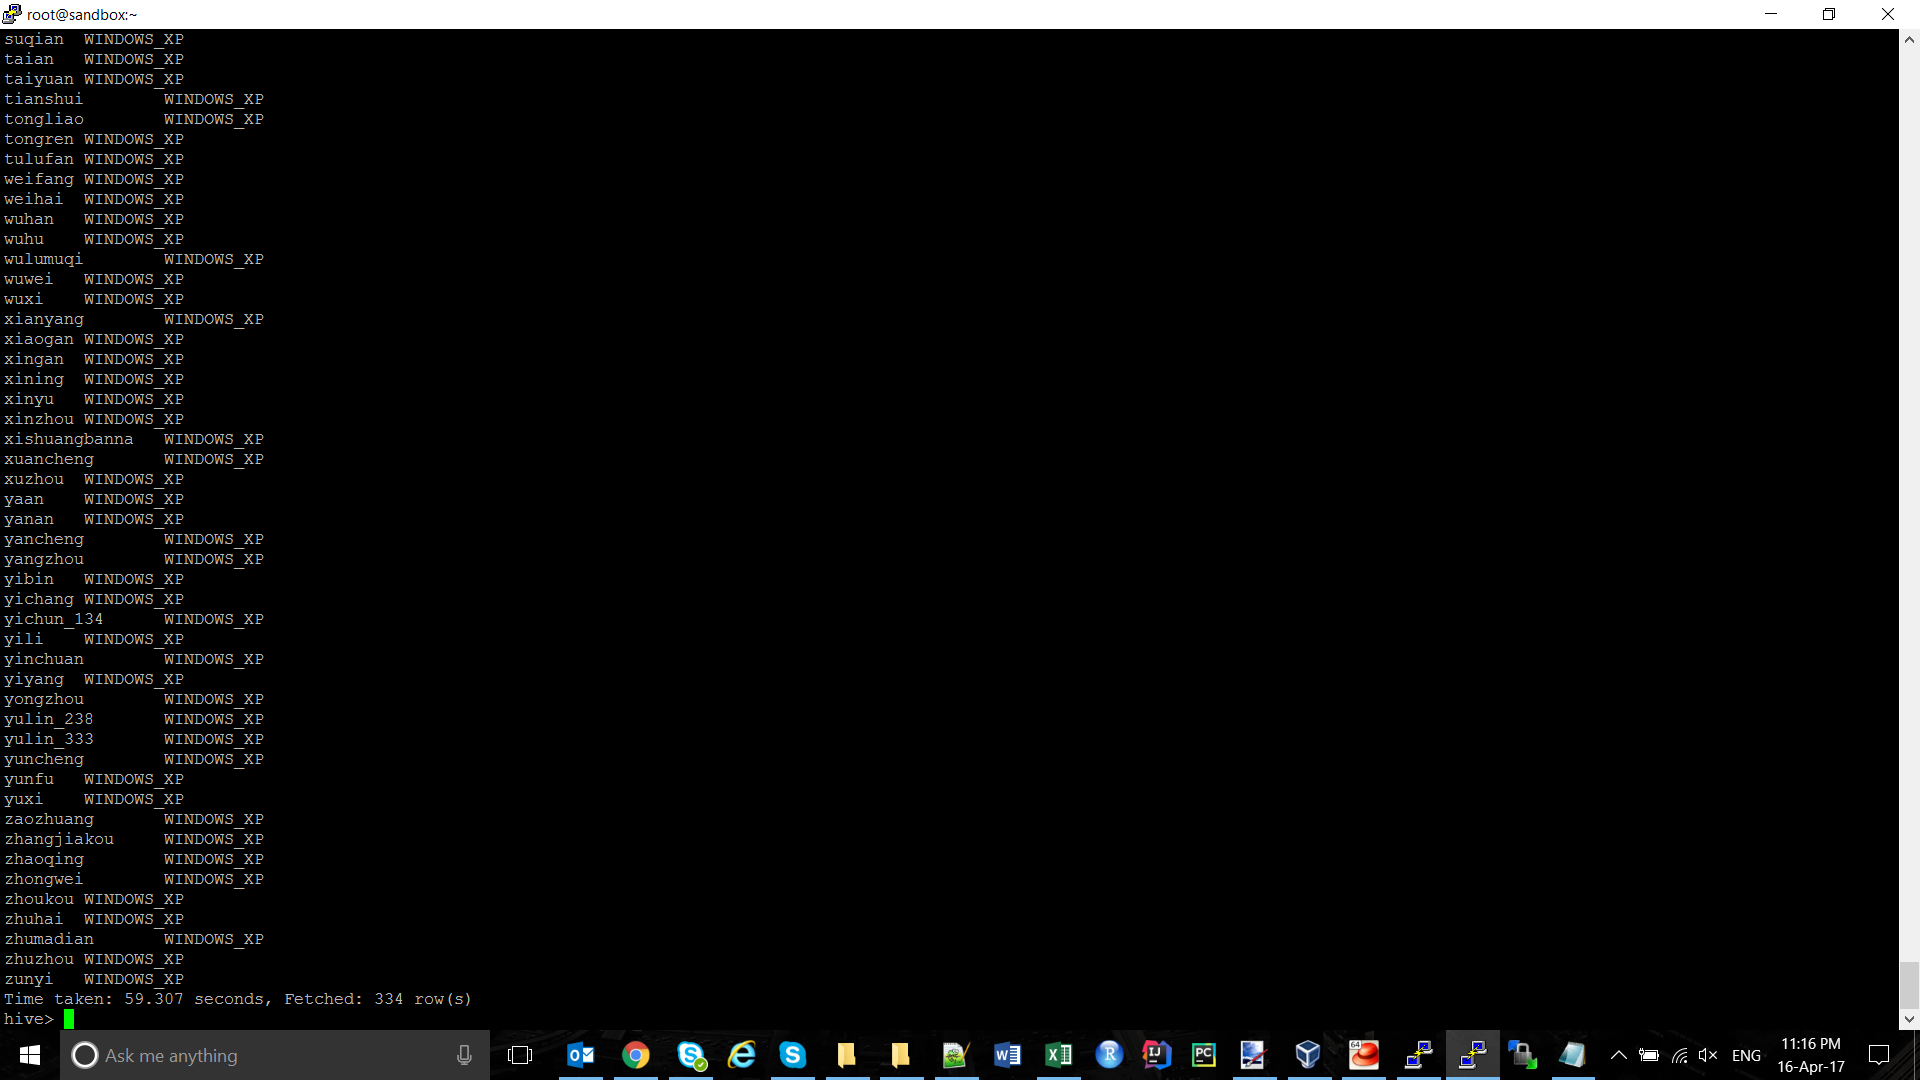 root@sandbox:~
suqian WINDOWS_XP
taian WINDOWS_XP
taiyuan WINDOWS_XP
tianshui WINDOWS_XP
tongliao WINDOWS_XP
tongren WINDOWS_XP
tulufan WINDOWS_XP
weifang WINDOWS_XP
weihai WINDOWS_XP
wuhan WINDOWS_XP
wuhu WINDOWS_XP
wulumuqi WINDOWS_XP
wuwei WINDOWS_XP
wuxi WINDOWS_XP
xianyang WINDOWS_XP
xiaogan WINDOWS_XP
xingan WINDOWS_XP
xining WINDOWS_XP
xinyu WINDOWS_XP
xinzhou WINDOWS_XP
xishuangbanna WINDOWS_XP
xuancheng WINDOWS_XP
xuzhou WINDOWS_XP
yaan WINDOWS_XP
yanan WINDOWS_XP
yancheng WINDOWS_XP
yangzhou WINDOWS_XP
yibin WINDOWS_XP
yichang WINDOWS_XP
yichun_134 WINDOWS_XP
yili WINDOWS_XP
yinchuan WINDOWS_XP
yiyang WINDOWS_XP
yongzhou WINDOWS_XP
yulin_238 WINDOWS_XP
yulin_333 WINDOWS_XP
yuncheng WINDOWS_XP
yunfu WINDOWS_XP
yuxi WINDOWS_XP
zaozhuang WINDOWS_XP
zhangjiakou WINDOWS_XP
zhaoqing WINDOWS_XP
zhongwei WINDOWS_XP
zhoukou WINDOWS_XP
zhuhai WINDOWS_XP
zhumadian WINDOWS_XP
zhuzhou WINDOWS_XP
zunyi WINDOWS_XP
Time taken: 59.307 seconds, Fetched: 334 row(s)
hive>
Ask me anything
ENG
11:16 PM
16-Apr-17